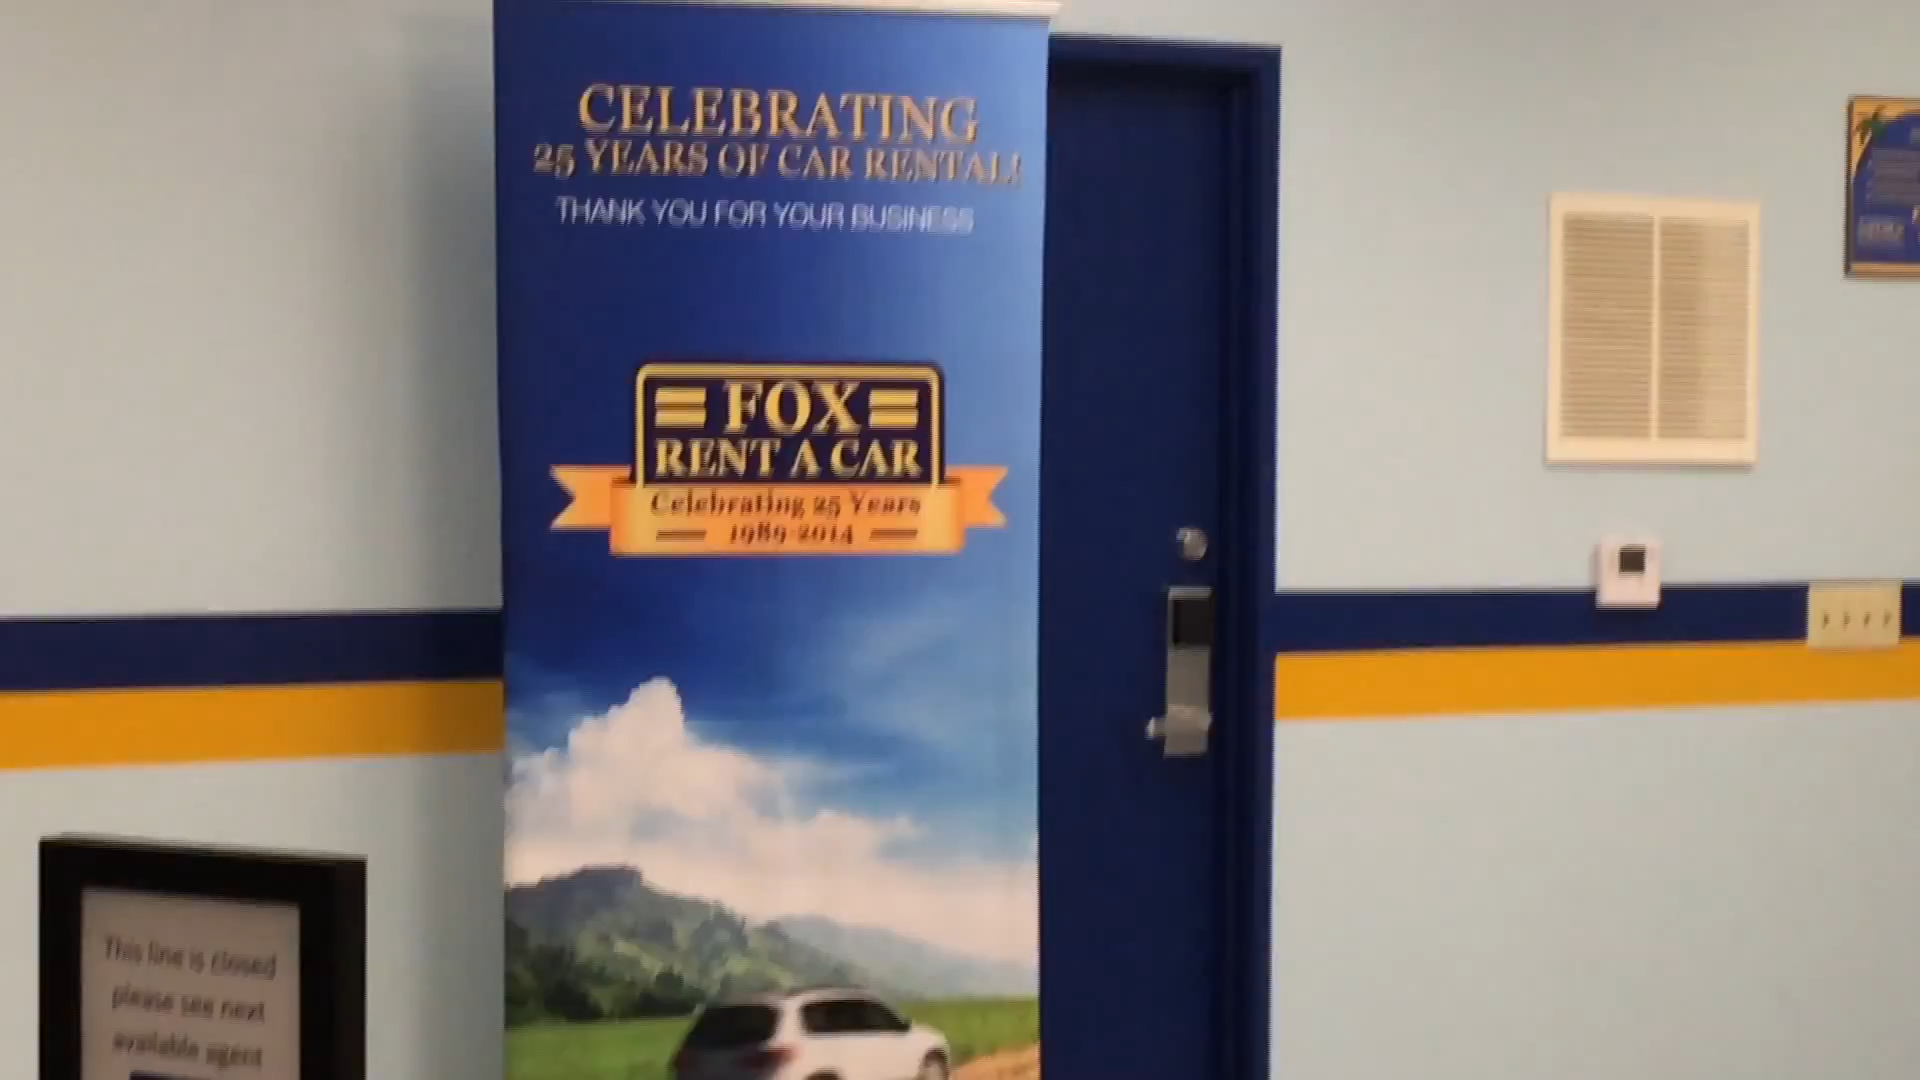 CELEBRATING
25 YEARS OF CAR RENTAL!
THANK YOU FOR YOUR BUSINESS
FOX
RENT A CAR
Celebrating 25 Years
1989-2014
This line is closed
please see next
available agent